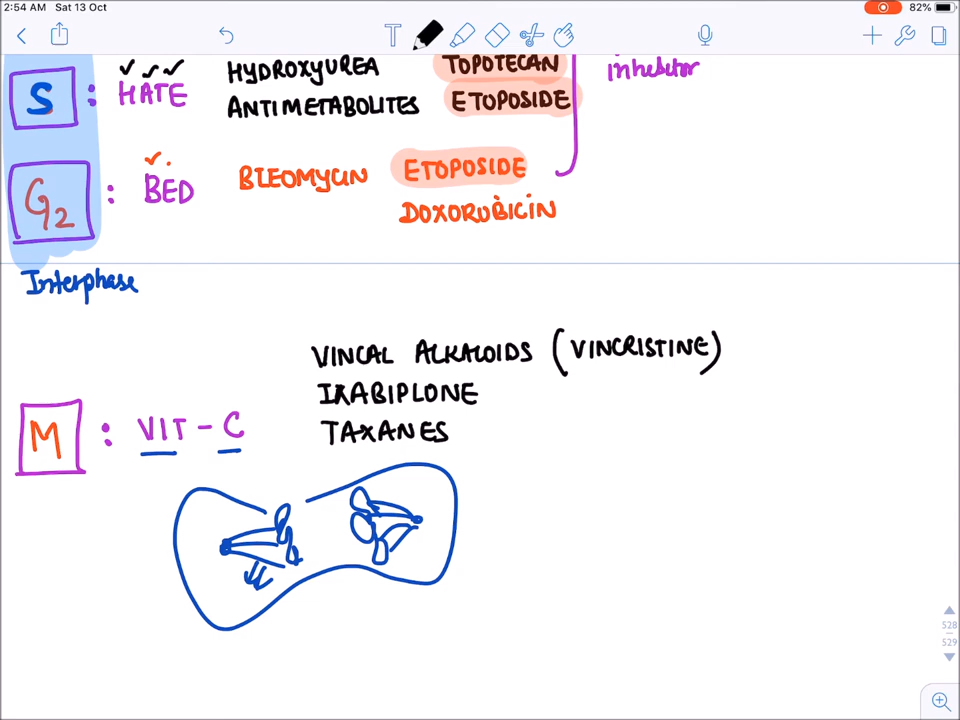 2:54 AM Sat 13 Oct 82%
T
S : HATE HYDROXYUREA TOPOTECAN inhibitor
ANTIMETABOLITES ETOPOSIDE
G2 : BED BLEOMYCIN ETOPOSIDE
DOXORUBICIN
Interphase
VINCAL ALKALOIDS (VINCRISTINE)
IXABIPLONE
M : VIT - C TAXANES
528
529